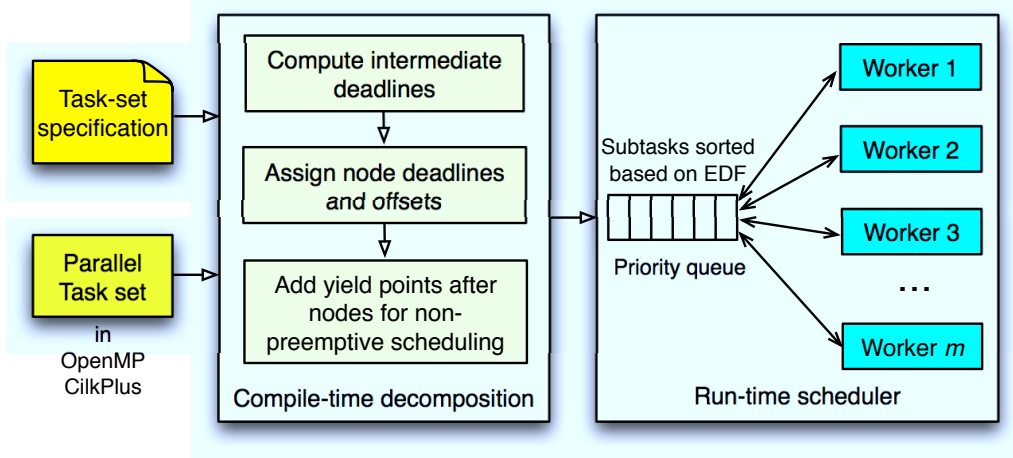 Task-set
specification
Parallel
Task set
in
OpenMP
CilkPlus
Compute intermediate
deadlines
Assign node deadlines
and offsets
Add yield points after
nodes for non-
preemptive scheduling
Compile-time decomposition
Subtasks sorted
based on EDF
Priority queue
Worker 1
Worker 2
Worker 3
...
Worker m
Run-time scheduler